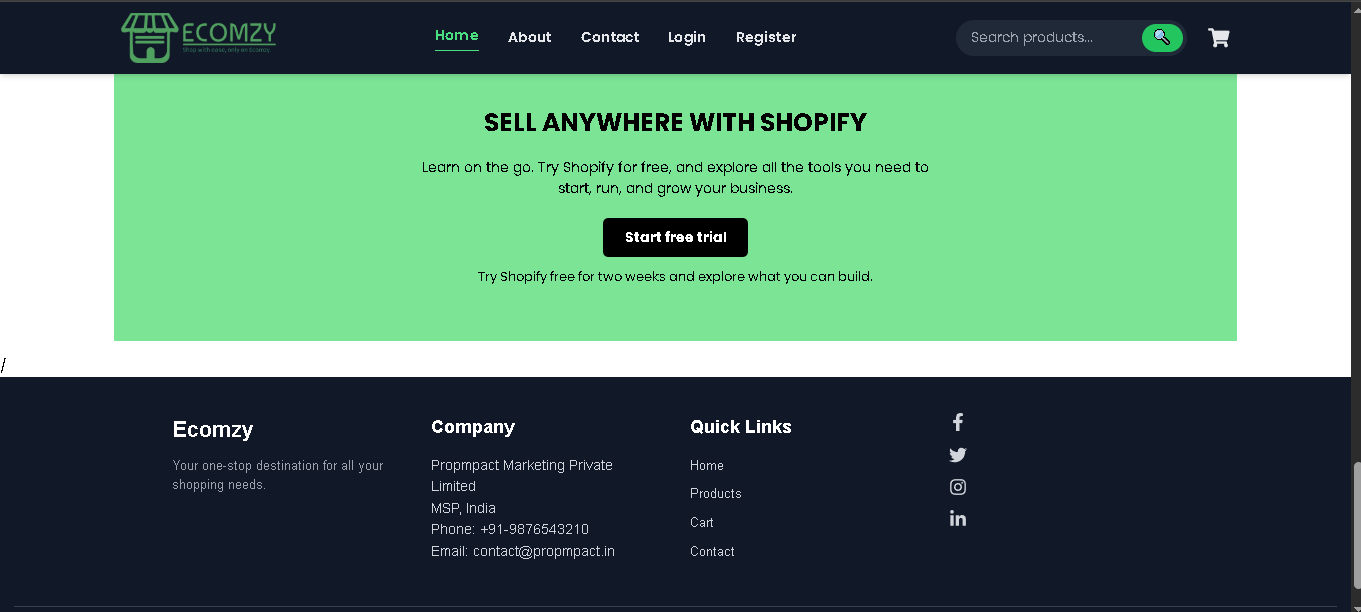 ECOMZY
Shop with ease, only on Ecomzy.
Home About Contact Login Register
Search products...
SELL ANYWHERE WITH SHOPIFY
Learn on the go. Try Shopify for free, and explore all the tools you need to
start, run, and grow your business.
Start free trial
Try Shopify free for two weeks and explore what you can build.
/
Ecomzy
Your one-stop destination for all your
shopping needs.
Company
Propmpact Marketing Private
Limited
MSP, India
Phone: +91-9876543210
Email: contact@propmpact.in
Quick Links
Home
Products
Cart
Contact